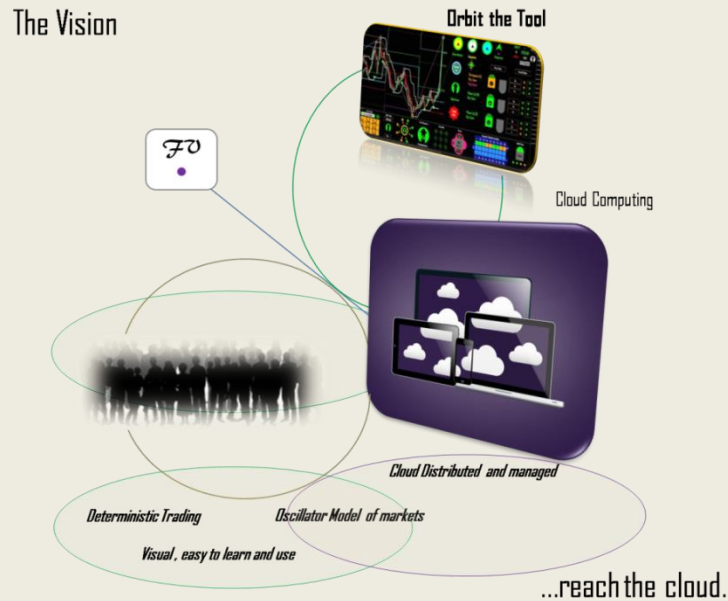 The Vision
Orbit the Tool
FV
Cloud Computing
Cloud Distributed and managed
Deterministic Trading
Oscillator Model of markets
Visual , easy to learn and use
...reach the cloud.